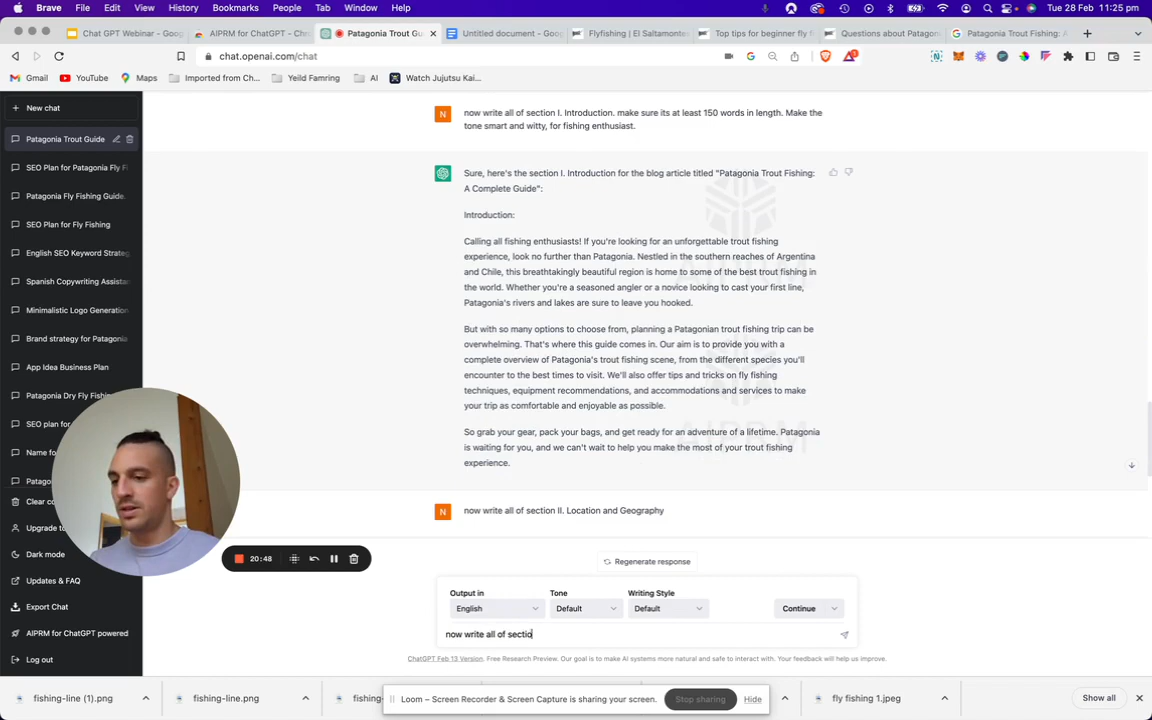 Brave File Edit View History Bookmarks People Tab Window Help Tue 28 Feb 11:25 pm
Chat GPT Webinar - Goog AIPRM for ChatGPT - Chr Patagonia Trout Guide Untitled document - Goog Flyfishing | El Saltamonte Top tips for beginner fly f Questions about Patagon Patagonia Trout Fishing: A
chat.openai.com/chat
Gmail YouTube Maps Imported from Ch... Yeild Famring AI Watch Jujutsu Kai...
New chat
Patagonia Trout Guide
SEO Plan for Patagonia Fly Fi
Patagonia Fly Fishing Guide.
SEO Plan for Fly Fishing
English SEO Keyword Strateg
Spanish Copywriting Assista
Minimalistic Logo Generation
Brand strategy for Patagonia
App Idea Business Plan
Patagonia Dry Fly Fishin
SEO plan for
Name fo
Patago
Clear co
Upgrade to
Dark mode
Updates & FAQ
Export Chat
AIPRM for ChatGPT powered
Log out
N
now write all of section I. Introduction. make sure its at least 150 words in length. Make the
tone smart and witty, for fishing enthusiast.
Sure, here's the section I. Introduction for the blog article titled "Patagonia Trout Fishing:
A Complete Guide":
Introduction:
Calling all fishing enthusiasts! If you're looking for an unforgettable trout fishing
experience, look no further than Patagonia. Nestled in the southern reaches of Argentina
and Chile, this breathtakingly beautiful region is home to some of the best trout fishing in
the world. Whether you're a seasoned angler or a novice looking to cast your first line,
Patagonia's rivers and lakes are sure to leave you hooked.
But with so many options to choose from, planning a Patagonian trout fishing trip can be
overwhelming. That's where this guide comes in. Our aim is to provide you with a
complete overview of Patagonia's trout fishing scene, from the different species you'll
encounter to the best times to visit. We'll also offer tips and tricks on fly fishing
techniques, equipment recommendations, and accommodations and services to make
your trip as comfortable and enjoyable as possible.
So grab your gear, pack your bags, and get ready for an adventure of a lifetime. Patagonia
is waiting for you, and we can't wait to help you make the most of your trout fishing
experience.
AIPRM
N
now write all of section II. Location and Geography
20:48
Regenerate response
Output in Tone Writing Style
English Default Default Continue
now write all of sectio
ChatGPT Feb 13 Version. Free Research Preview. Our goal is to make AI systems more natural and safe to interact with. Your feedback will help us improve.
fishing-line (1).png fishing-line.png fishing- Loom – Screen Recorder & Screen Capture is sharing your screen. Stop sharing Hide fly fishing 1.jpeg Show all